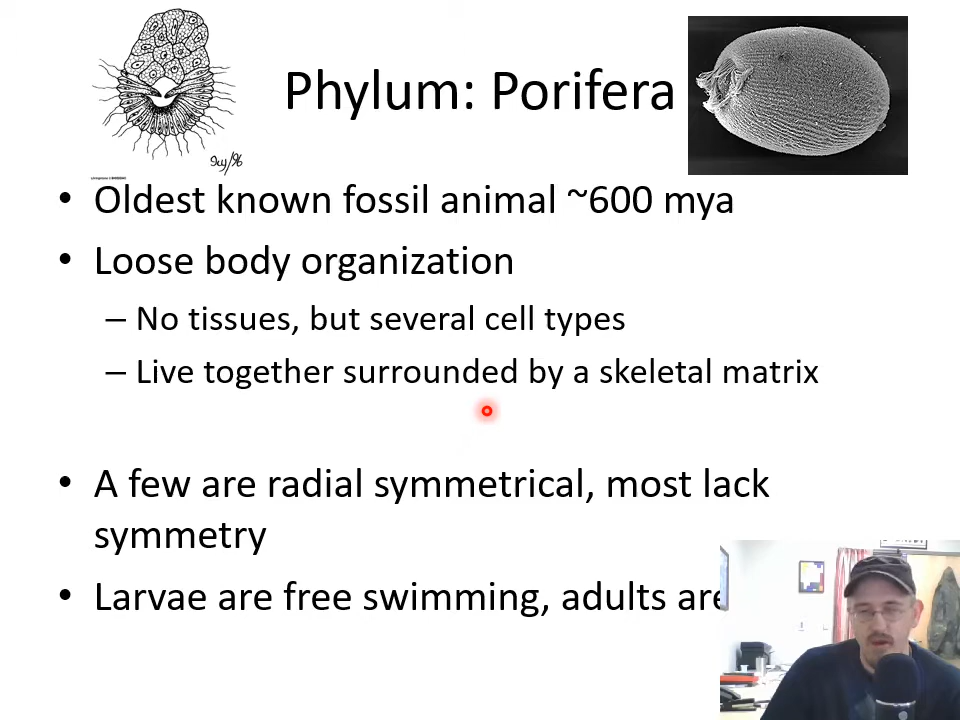 Phylum: Porifera
• Oldest known fossil animal ~600 mya
• Loose body organization
– No tissues, but several cell types
– Live together surrounded by a skeletal matrix
• A few are radial symmetrical, most lack
symmetry
• Larvae are free swimming, adults are